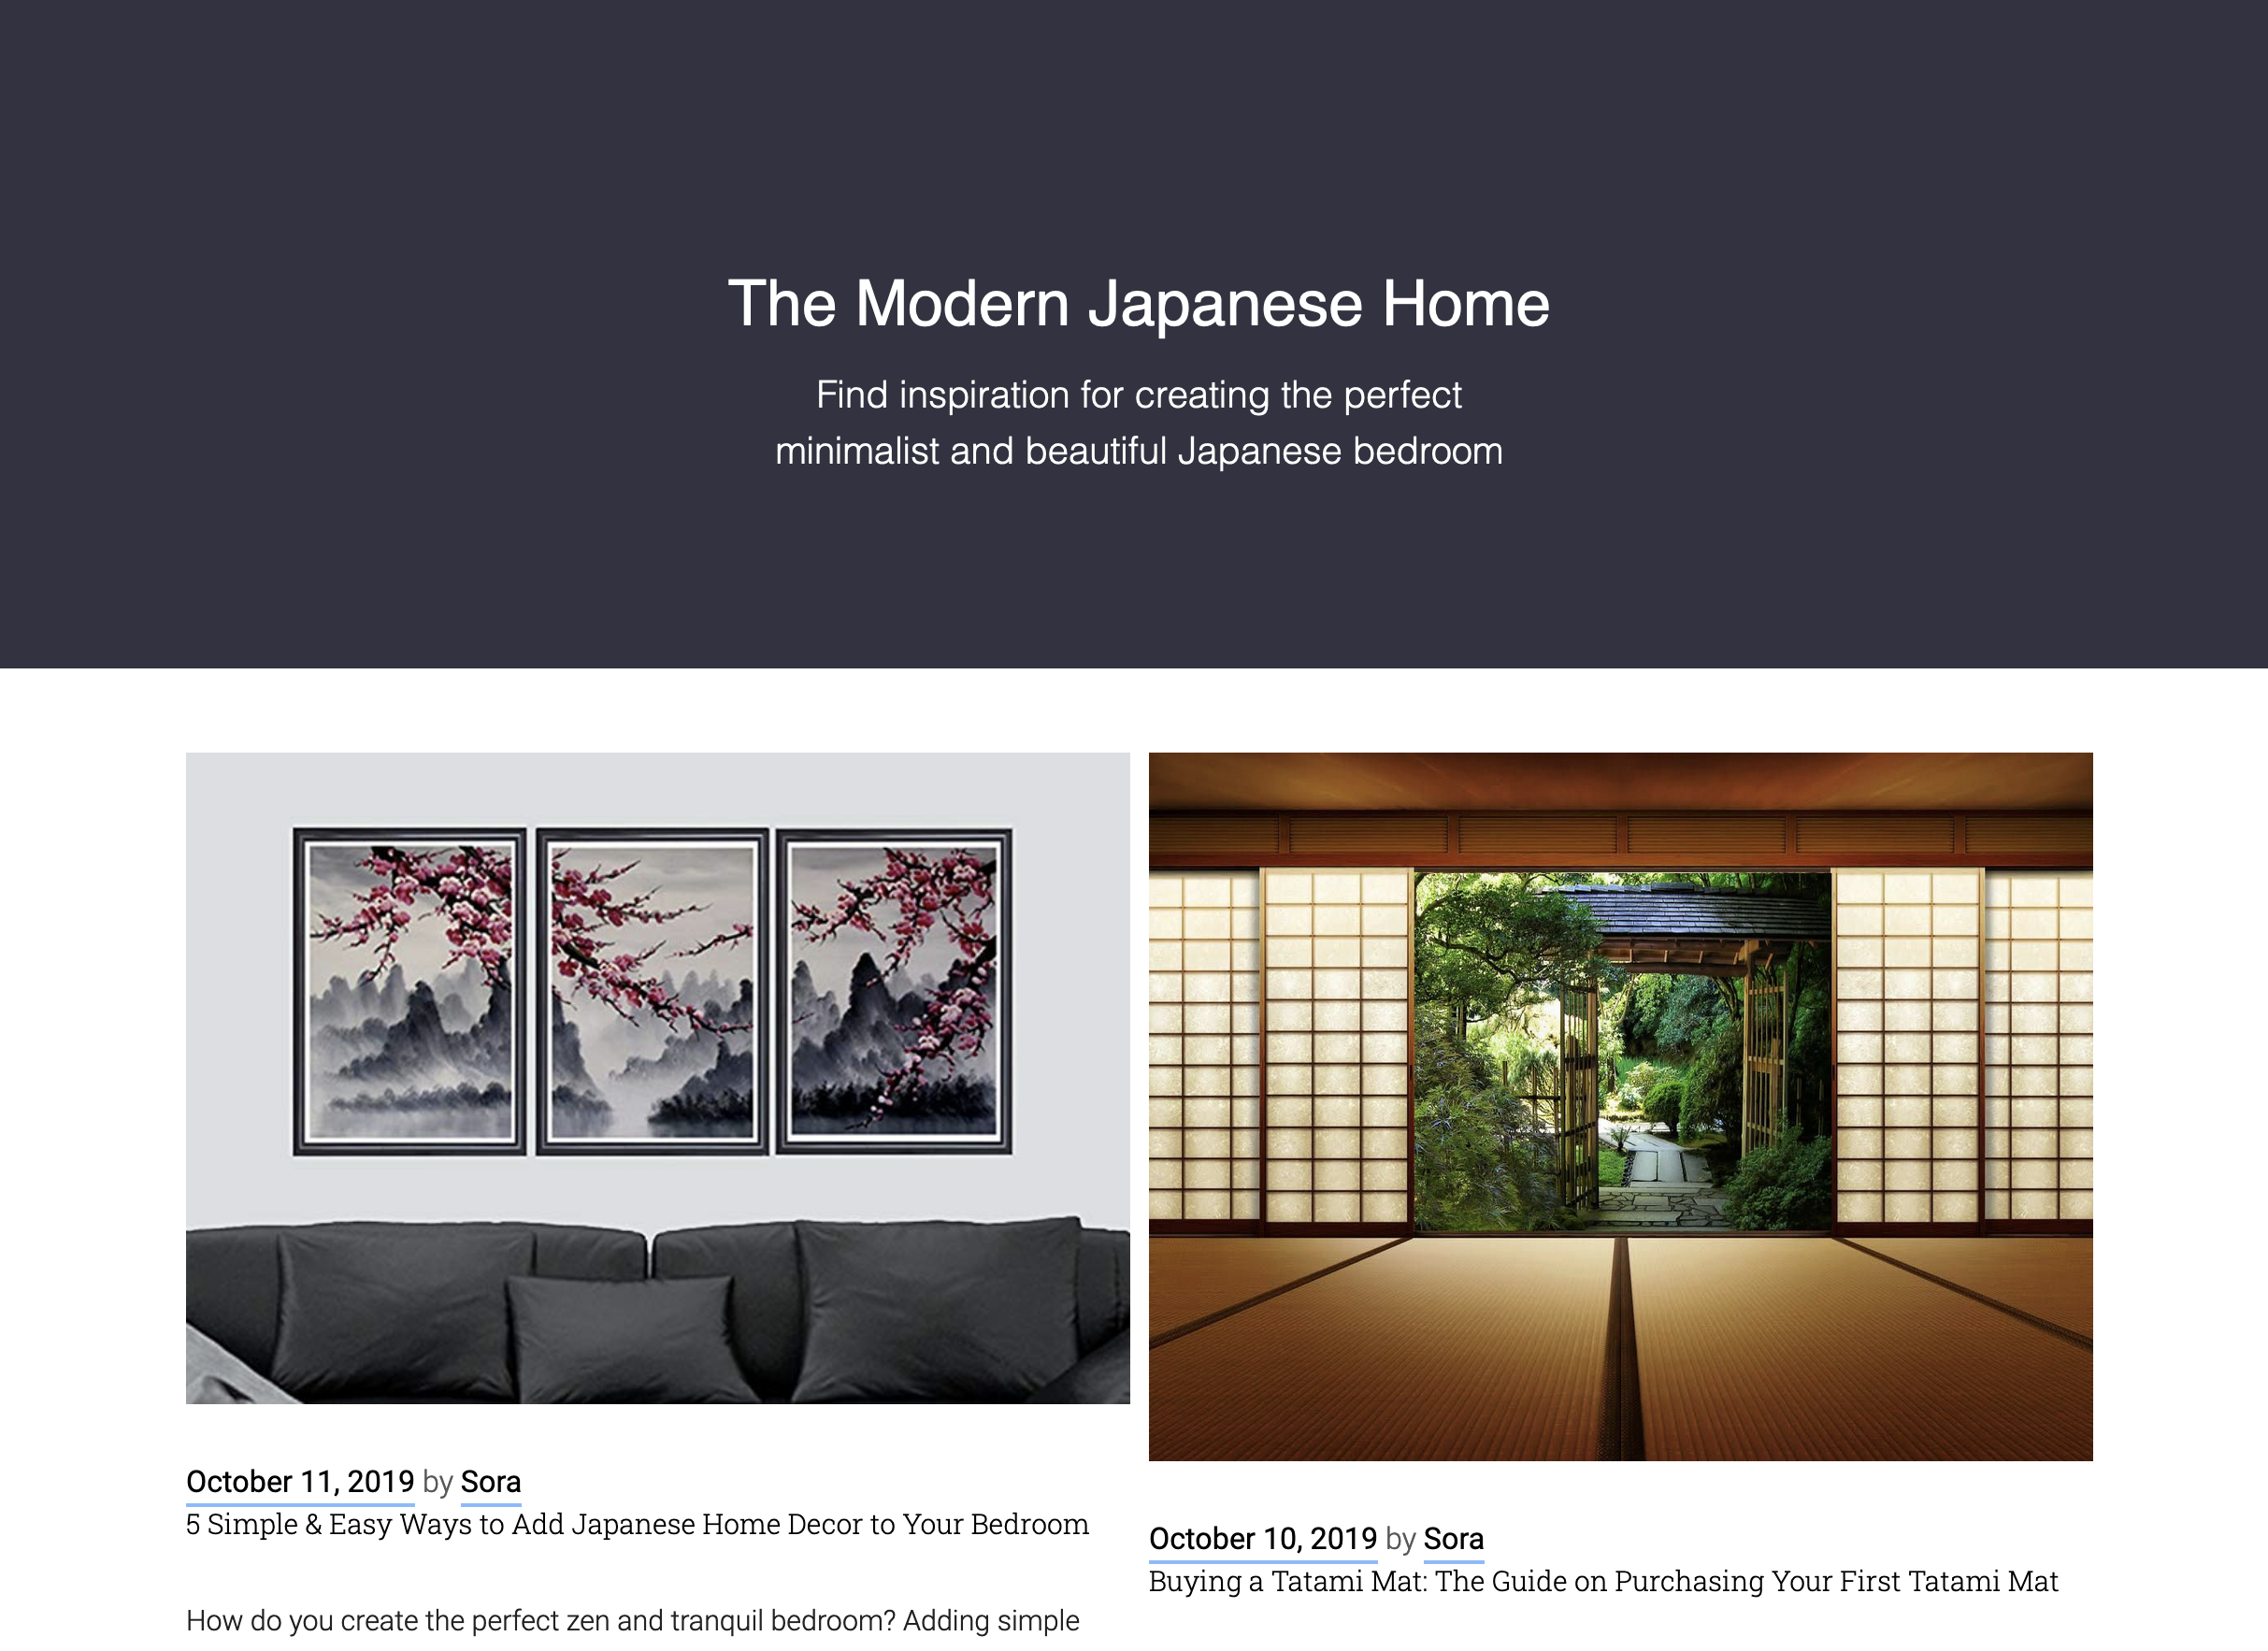 The Modern Japanese Home
Find inspiration for creating the perfect
minimalist and beautiful Japanese bedroom
October 11, 2019 by Sora
5 Simple & Easy Ways to Add Japanese Home Decor to Your Bedroom
How do you create the perfect zen and tranquil bedroom? Adding simple
October 10, 2019 by Sora
Buying a Tatami Mat: The Guide on Purchasing Your First Tatami Mat